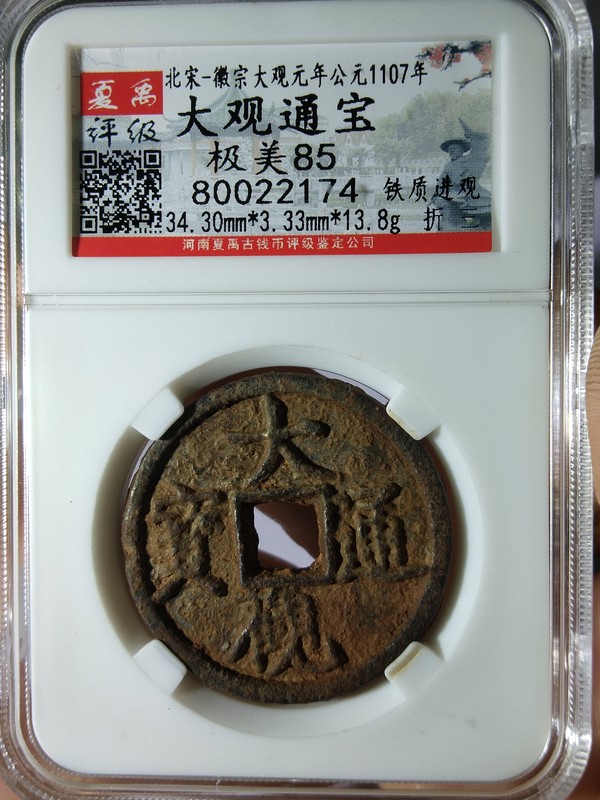 夏禹
评级
北宋-徽宗大观元年公元1107年
大观通宝
极美85
80022174 铁质进观
34.30mm*3.33mm*13.8g 折二
河南夏禹古钱币评级鉴定公司
大
寳 通
觀